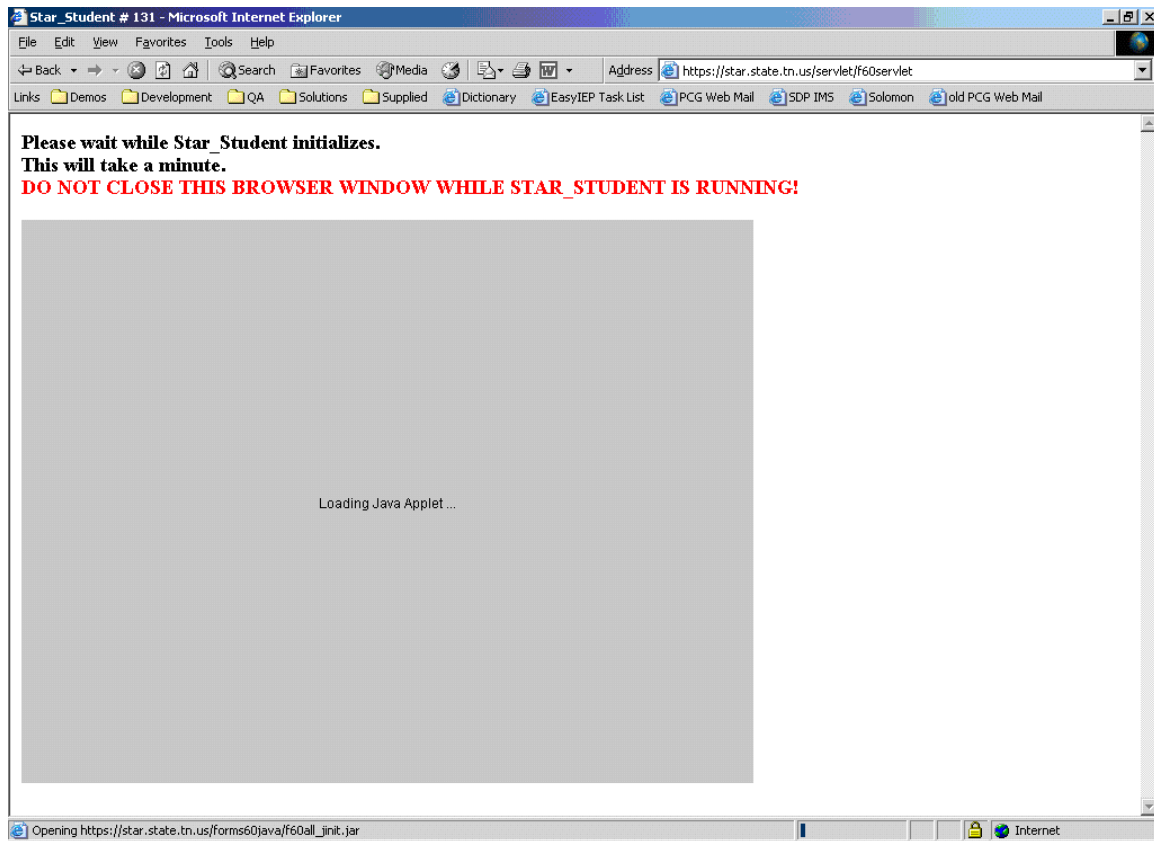 Star_Student # 131 - Microsoft Internet Explorer
File Edit View Favorites Tools Help
Back Search Favorites Media Address https://star.state.tn.us/servlet/f60servlet
Links Demos Development QA Solutions Supplied Dictionary EasyIEP Task List PCG Web Mail SDP IMS Solomon old PCG Web Mail
Please wait while Star_Student initializes.
This will take a minute.
DO NOT CLOSE THIS BROWSER WINDOW WHILE STAR_STUDENT IS RUNNING!
Loading Java Applet ...
Opening https://star.state.tn.us/forms60java/f60all_jinit.jar Internet